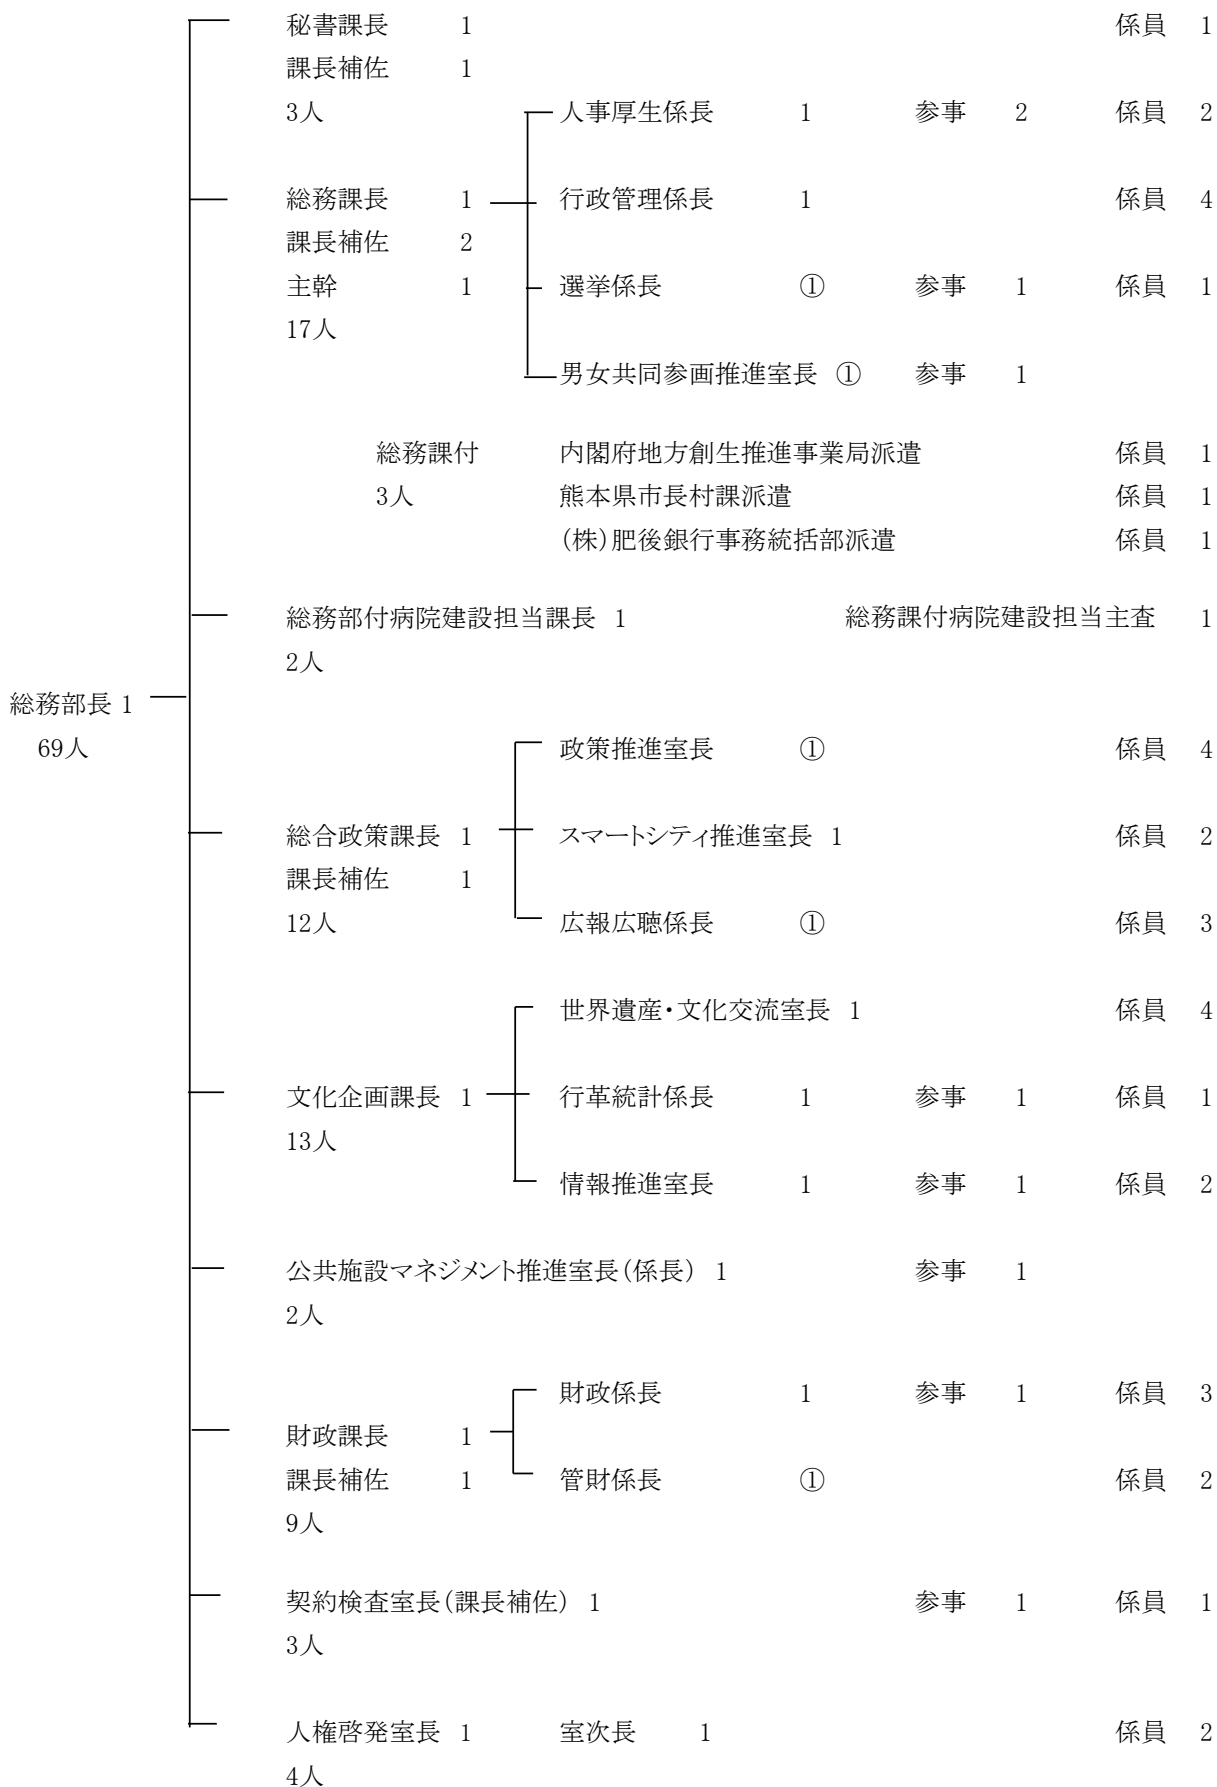 秘書課長 1 係員 1
課長補佐 1
3人 人事厚生係長 1 参事 2 係員 2
総務課長 1 行政管理係長 1 係員 4
課長補佐 2
主幹 1 選挙係長 ① 参事 1 係員 1
17人
男女共同参画推進室長 ① 参事 1
総務課付 内閣府地方創生推進事業局派遣 係員 1
3人 熊本県市長村課派遣 係員 1
(株)肥後銀行事務統括部派遣 係員 1
総務部付病院建設担当課長 1 総務課付病院建設担当主査 1
2人
総務部長 1
69人 政策推進室長 ① 係員 4
総合政策課長 1 スマートシティ推進室長 1 係員 2
課長補佐 1
12人 広報広聴係長 ① 係員 3
世界遺産・文化交流室長 1 係員 4
文化企画課長 1 行革統計係長 1 参事 1 係員 1
13人
情報推進室長 1 参事 1 係員 2
公共施設マネジメント推進室長(係長) 1 参事 1
2人
財政係長 1 参事 1 係員 3
財政課長 1
課長補佐 1 管財係長 ① 係員 2
9人
契約検査室長(課長補佐) 1 参事 1 係員 1
3人
人権啓発室長 1 室次長 1 係員 2
4人